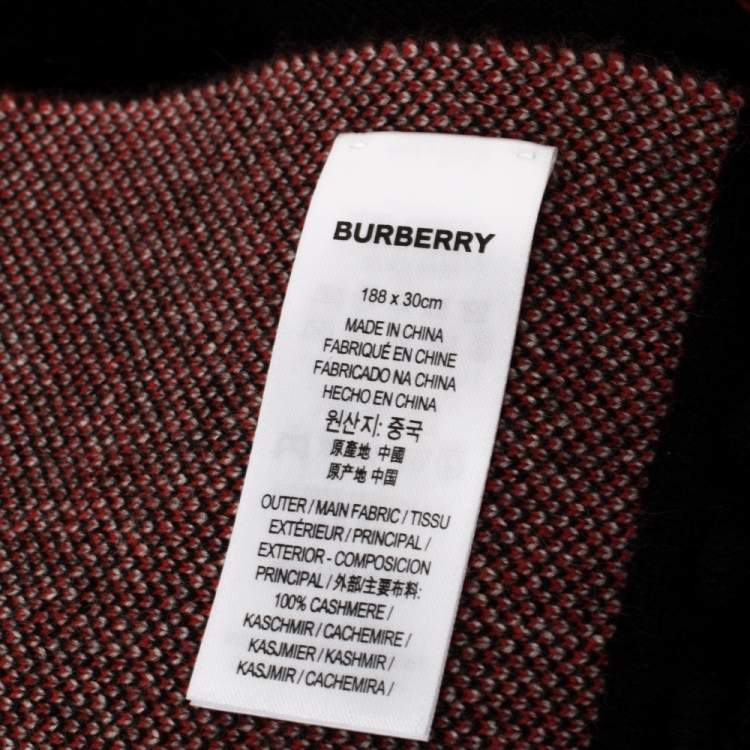 BURBERRY
188 x 30cm
MADE IN CHINA
FABRIQUÉ EN CHINE
FABRICADO NA CHINA
HECHO EN CHINA
원산지: 중국
原產地 中國
原产地 中国
OUTER / MAIN FABRIC / TISSU
EXTÉRIEUR / PRINCIPAL /
EXTERIOR - COMPOSICION
PRINCIPAL / 外部/主要布料:
100% CASHMERE /
KASCHMIR / CACHEMIRE /
KASJMIER / KASHMIR /
KASJMIR / CACHEMIRA /